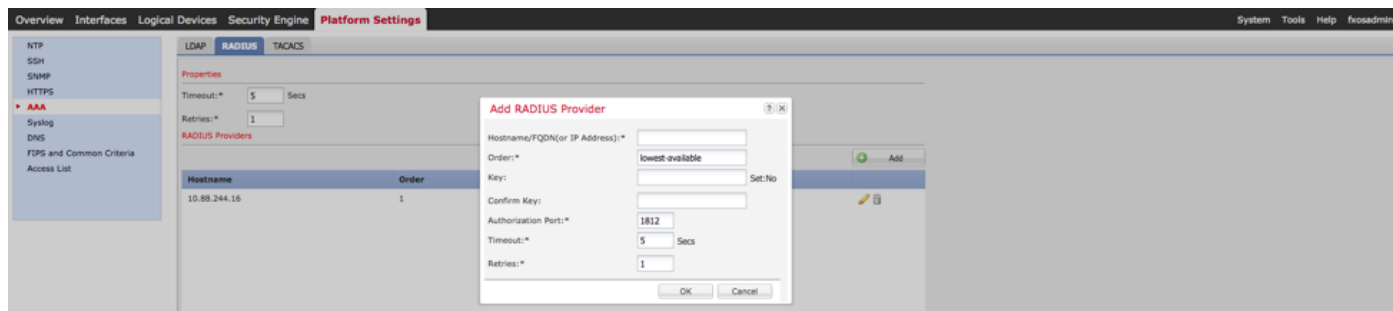 Overview Interfaces Logical Devices Security Engine Platform Settings System Tools Help fxosadmin
NTP
SSH
SNMP
HTTPS
AAA
Syslog
DNS
FIPS and Common Criteria
Access List
LDAP RADIUS TACACS
Properties
Timeout:* 5 Secs
Retries:* 1
RADIUS Providers
Add
Hostname Order
10.88.244.16 1
Add RADIUS Provider ?
Hostname/FQDN(or IP Address):*
Order:* lowest-available
Key: Set:No
Confirm Key:
Authorization Port:* 1812
Timeout:* 5 Secs
Retries:* 1
OK Cancel